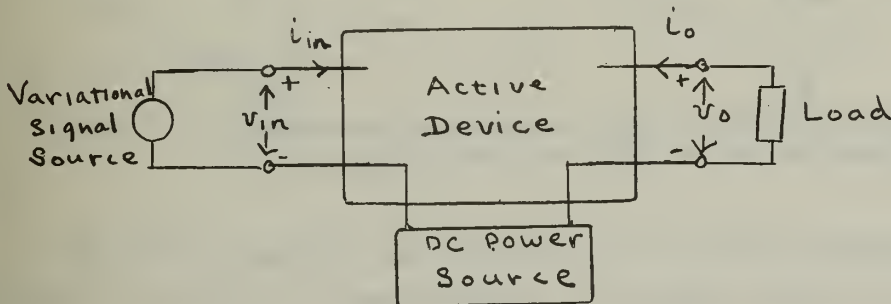 i_in
i_o
Variational
Signal
Source
+
v_in
-
Active
Device
+
v_o
-
Load
DC Power
Source